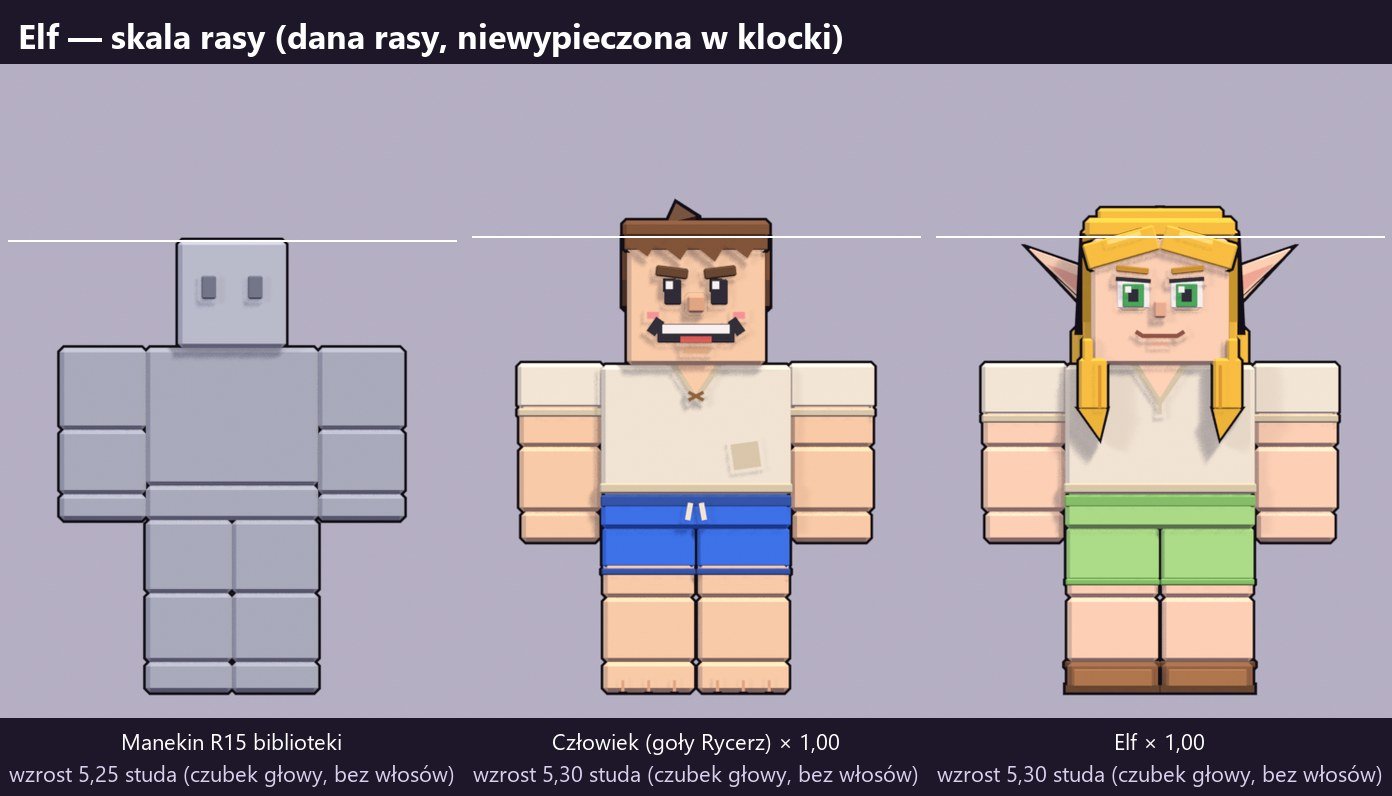 Elf — skala rasy (dana rasy, niewypieczona w klocki)
Manekin R15 biblioteki
wzrost 5,25 studa (czubek głowy, bez włosów)
Człowiek (goły Rycerz) × 1,00
wzrost 5,30 studa (czubek głowy, bez włosów)
Elf × 1,00
wzrost 5,30 studa (czubek głowy, bez włosów)